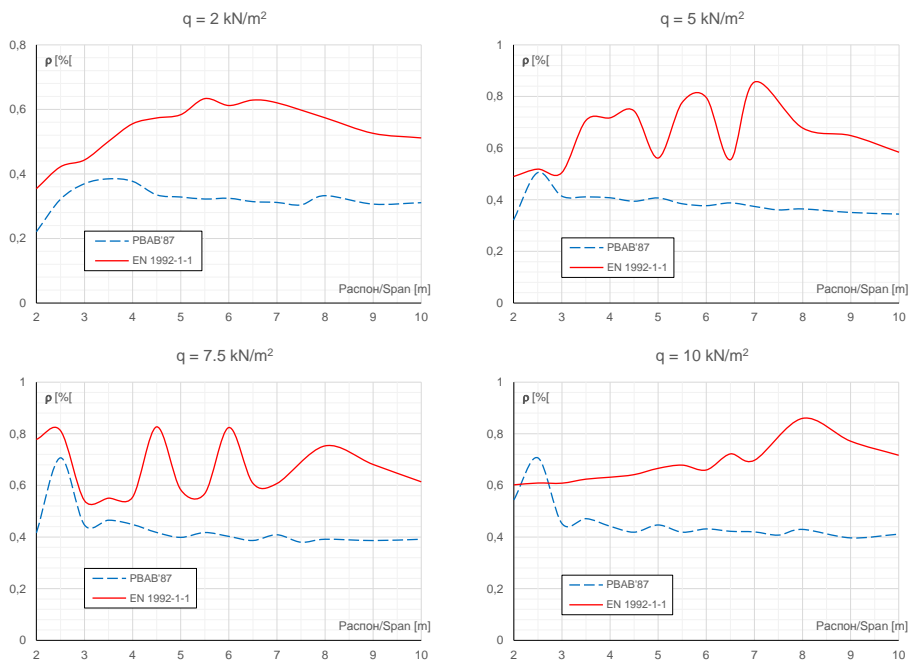 q = 2 kN/m²
0,8
0,6
0,4
0,2
0
ρ [%[
PBAB'87
EN 1992-1-1
Распон/Span [m]
2 3 4 5 6 7 8 9 10
q = 5 kN/m²
1
0,8
0,6
0,4
0,2
0
ρ [%[
PBAB'87
EN 1992-1-1
Распон/Span [m]
2 3 4 5 6 7 8 9 10
q = 7.5 kN/m²
1
0,8
0,6
0,4
0,2
0
ρ [%[
PBAB'87
EN 1992-1-1
Распон/Span [m]
2 3 4 5 6 7 8 9 10
q = 10 kN/m²
1
0,8
0,6
0,4
0,2
0
ρ [%[
PBAB'87
EN 1992-1-1
Распон/Span [m]
2 3 4 5 6 7 8 9 10